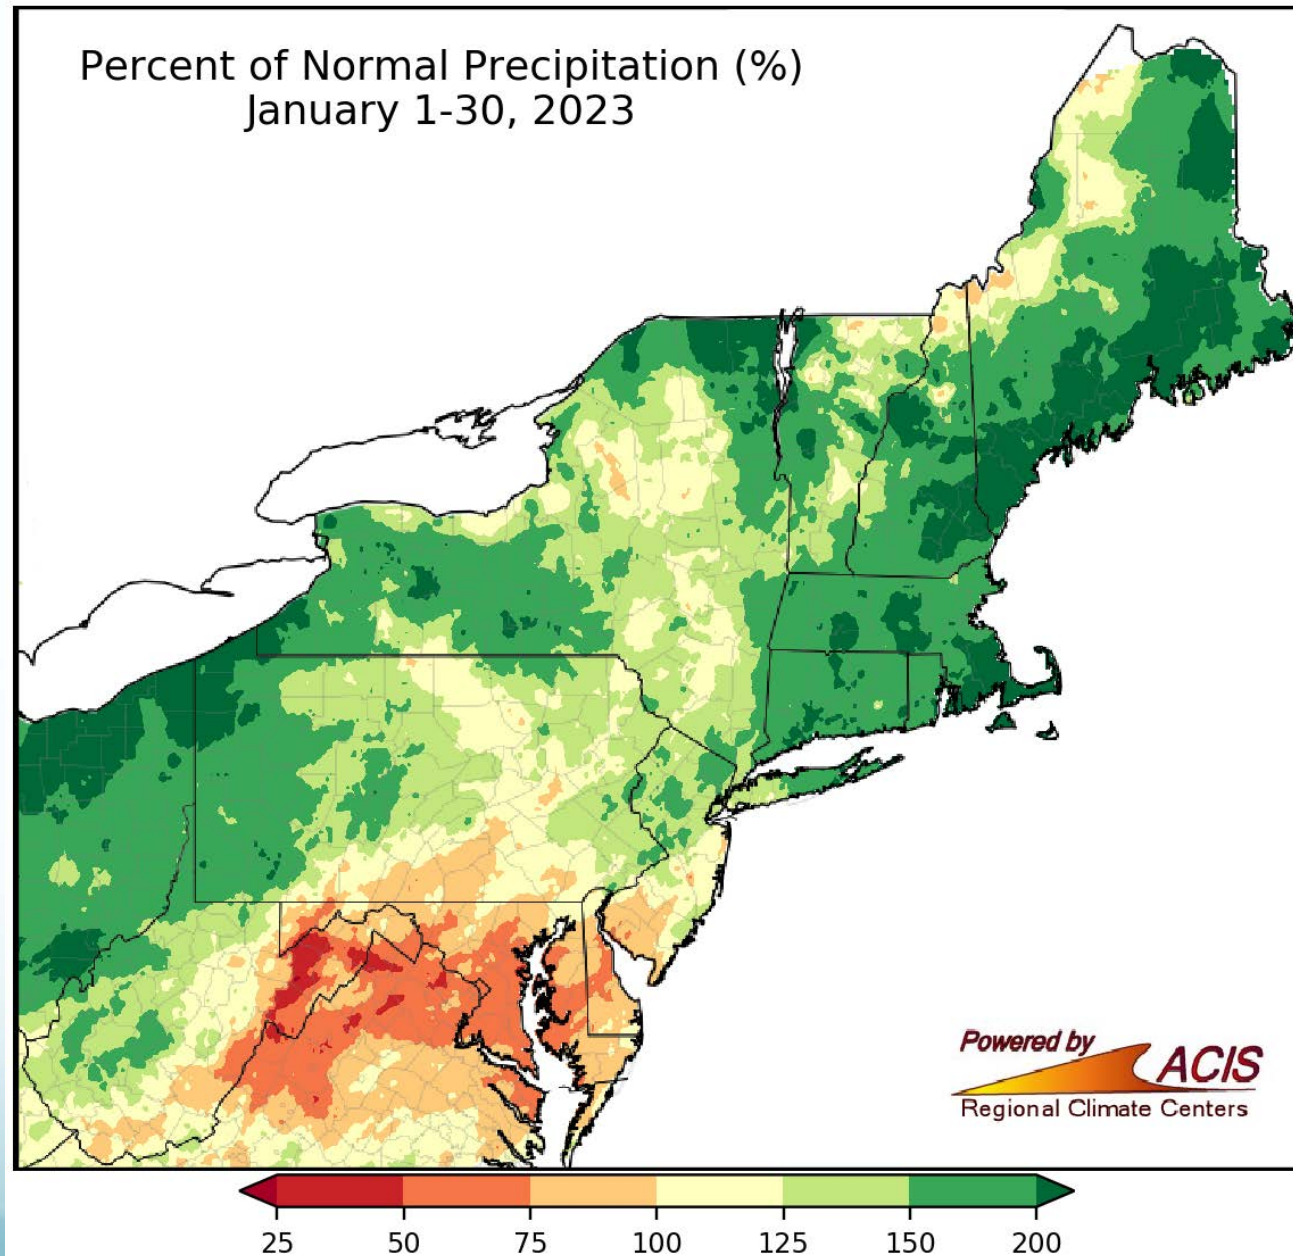 Percent of Normal Precipitation (%)
January 1-30, 2023
Powered by
ACIS
Regional Climate Centers
25 50 75 100 125 150 200